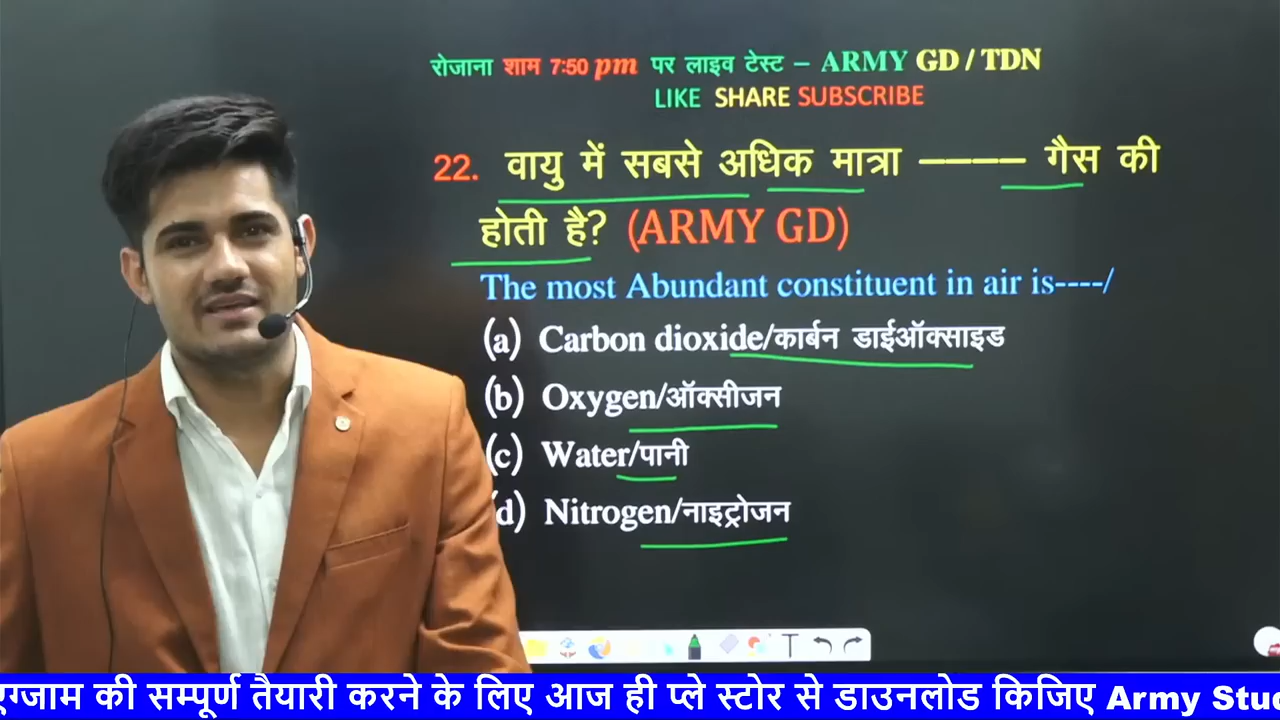 रोजाना शाम 7:50 pm पर लाइव टेस्ट – ARMY GD / TDN
LIKE SHARE SUBSCRIBE
22. वायु में सबसे अधिक मात्रा ---- गैस की
होती है? (ARMY GD)
The most Abundant constituent in air is----/
(a) Carbon dioxide/कार्बन डाईऑक्साइड
(b) Oxygen/ऑक्सीजन
(c) Water/पानी
d) Nitrogen/नाइट्रोजन
T
एग्जाम की सम्पूर्ण तैयारी करने के लिए आज ही प्ले स्टोर से डाउनलोड किजिए Army Stud